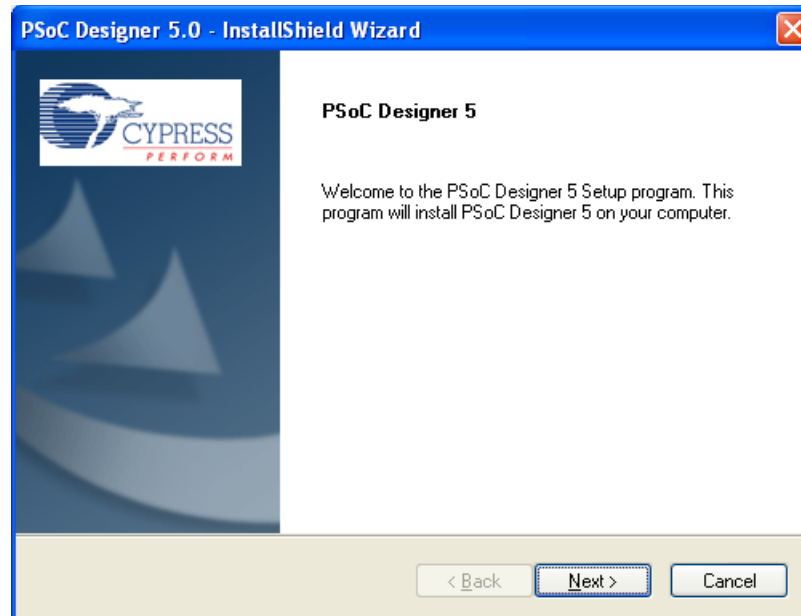 PSoC Designer 5.0 - InstallShield Wizard
CYPRESS
PERFORM
PSoC Designer 5
Welcome to the PSoC Designer 5 Setup program. This
program will install PSoC Designer 5 on your computer.
< Back
Next >
Cancel